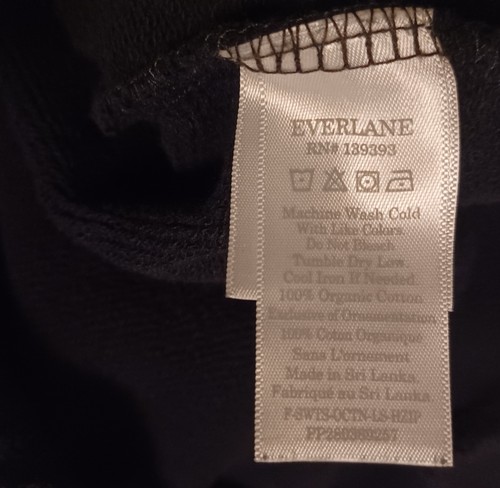 EVERLANE
RN# 139393
Machine Wash Cold
With Like Colors.
Do Not Bleach
Tumble Dry Low.
Cool Iron If Needed.
100% Organic Cotton
Exclusive of Ornamentation
100% Coton Organique
Sans L'ornement
Made in Sri Lanka.
Fabriqué au Sri Lanka.
F-SWTS-OCTN-LS-HZIP